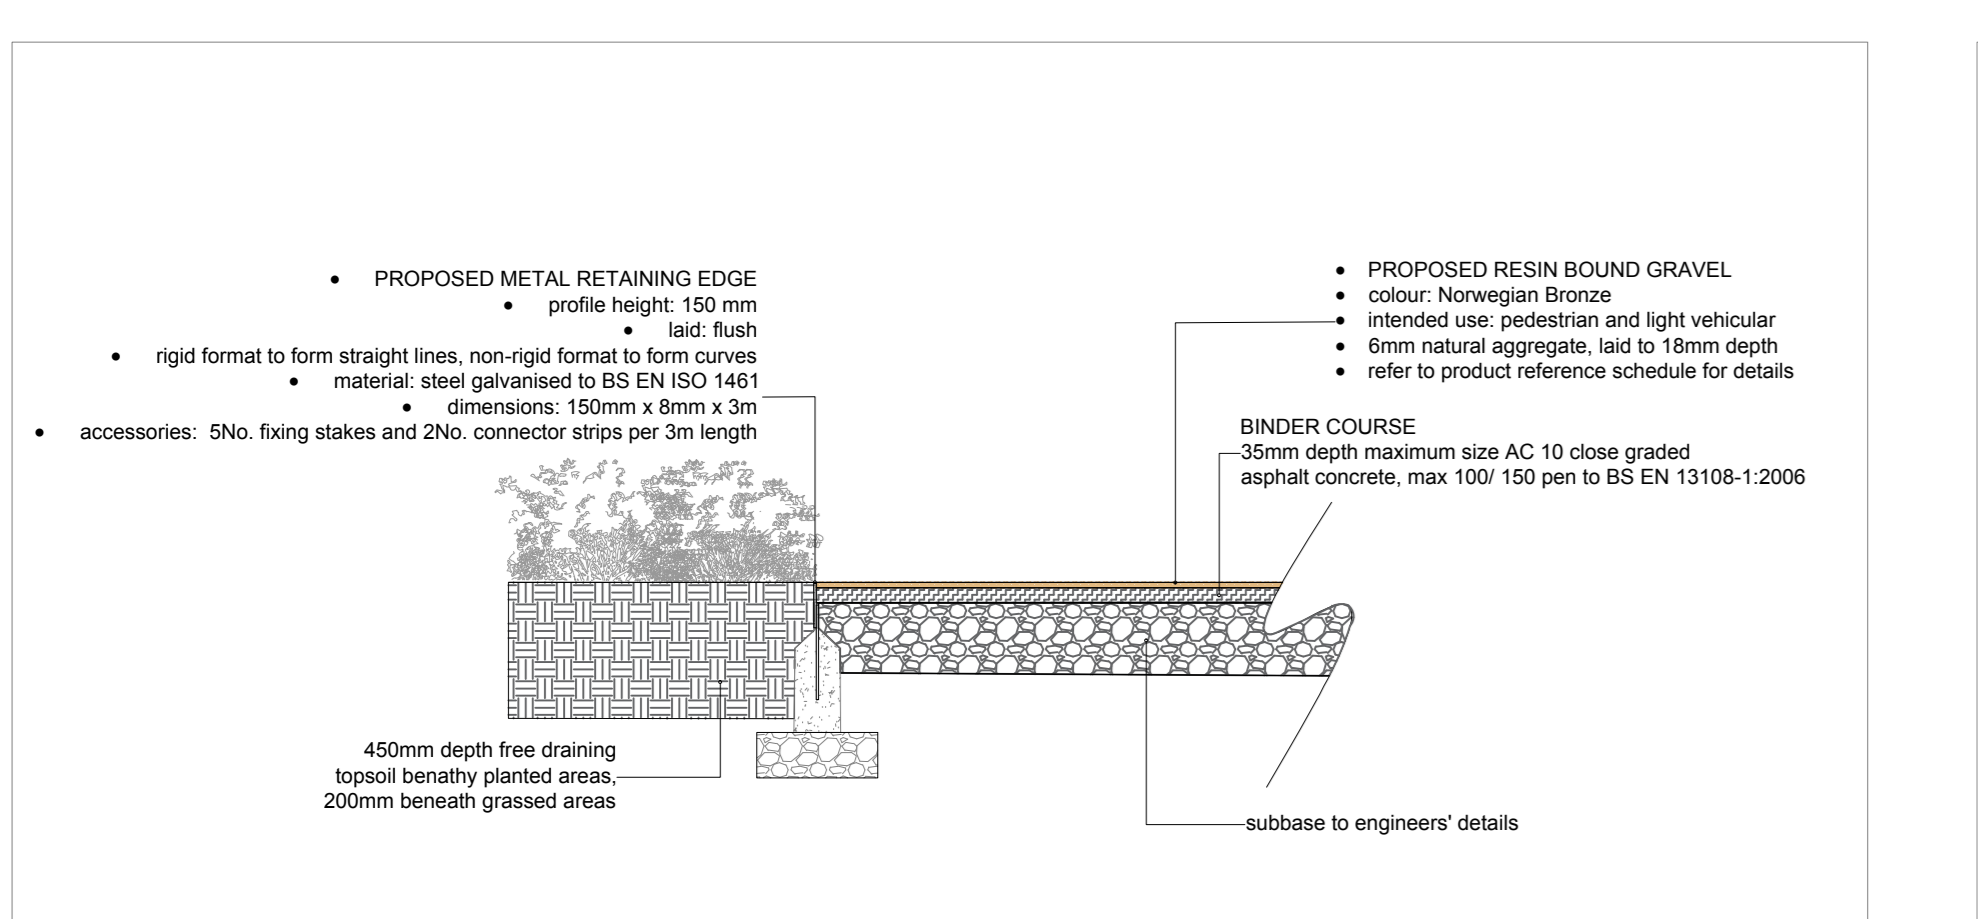 • PROPOSED METAL RETAINING EDGE
• profile height: 150 mm
• laid: flush
• rigid format to form straight lines, non-rigid format to form curves
• material: steel galvanised to BS EN ISO 1461
• dimensions: 150mm x 8mm x 3m
• accessories: 5No. fixing stakes and 2No. connector strips per 3m length
• PROPOSED RESIN BOUND GRAVEL
• colour: Norwegian Bronze
• intended use: pedestrian and light vehicular
• 6mm natural aggregate, laid to 18mm depth
• refer to product reference schedule for details
BINDER COURSE
35mm depth maximum size AC 10 close graded
asphalt concrete, max 100/ 150 pen to BS EN 13108-1:2006
450mm depth free draining
topsoil benathy planted areas,
200mm beneath grassed areas
subbase to engineers' details